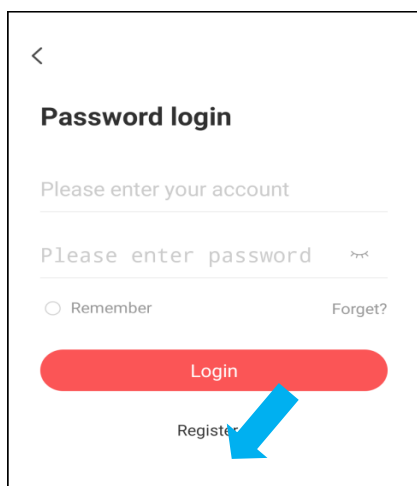 Password login
Please enter your account
Please enter password
Remember
Forget?
Login
Register